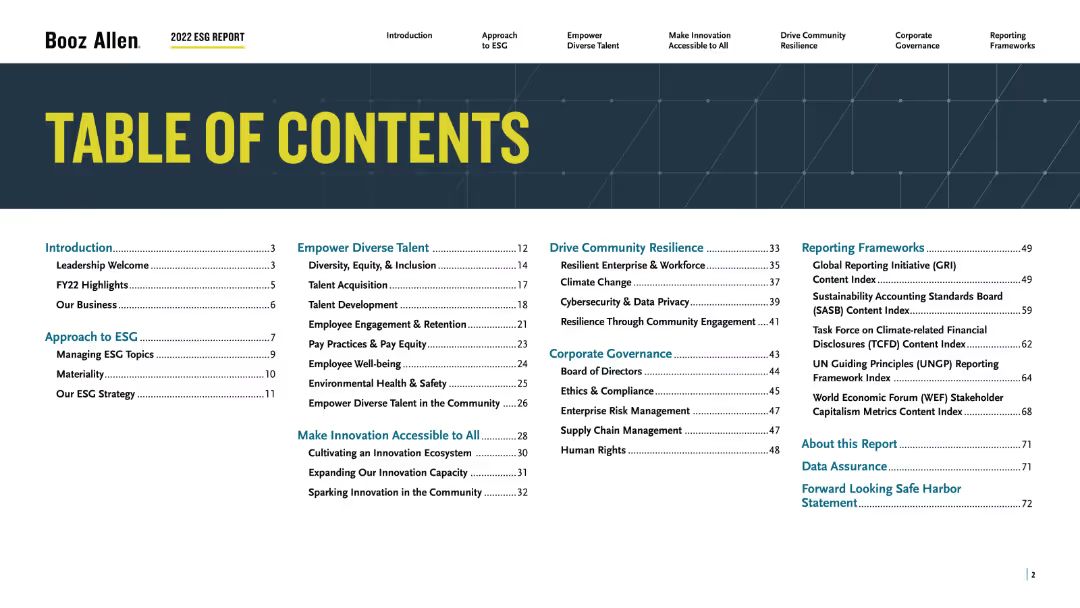 Booz Allen.
2022 ESG REPORT
Introduction
Approach
to ESG
Empower
Diverse Talent
Make Innovation
Accessible to All
Drive Community
Resilience
Corporate
Governance
Reporting
Frameworks
TABLE OF CONTENTS
Introduction 3
Leadership Welcome 3
FY22 Highlights 5
Our Business 6
Approach to ESG 7
Managing ESG Topics 9
Materiality 10
Our ESG Strategy 11
Empower Diverse Talent 12
Diversity, Equity, & Inclusion 14
Talent Acquisition 17
Talent Development 18
Employee Engagement & Retention 21
Pay Practices & Pay Equity 23
Employee Well-being 24
Environmental Health & Safety 25
Empower Diverse Talent in the Community 26
Make Innovation Accessible to All 28
Cultivating an Innovation Ecosystem 30
Expanding Our Innovation Capacity 31
Sparking Innovation in the Community 32
Drive Community Resilience 33
Resilient Enterprise & Workforce 35
Climate Change 37
Cybersecurity & Data Privacy 39
Resilience Through Community Engagement 41
Corporate Governance 43
Board of Directors 44
Ethics & Compliance 45
Enterprise Risk Management 47
Supply Chain Management 47
Human Rights 48
Reporting Frameworks 49
Global Reporting Initiative (GRI)
Content Index 49
Sustainability Accounting Standards Board
(SASB) Content Index 59
Task Force on Climate-related Financial
Disclosures (TCFD) Content Index 62
UN Guiding Principles (UNGP) Reporting
Framework Index 64
World Economic Forum (WEF) Stakeholder
Capitalism Metrics Content Index 68
About this Report 71
Data Assurance 71
Forward Looking Safe Harbor
Statement 72
2